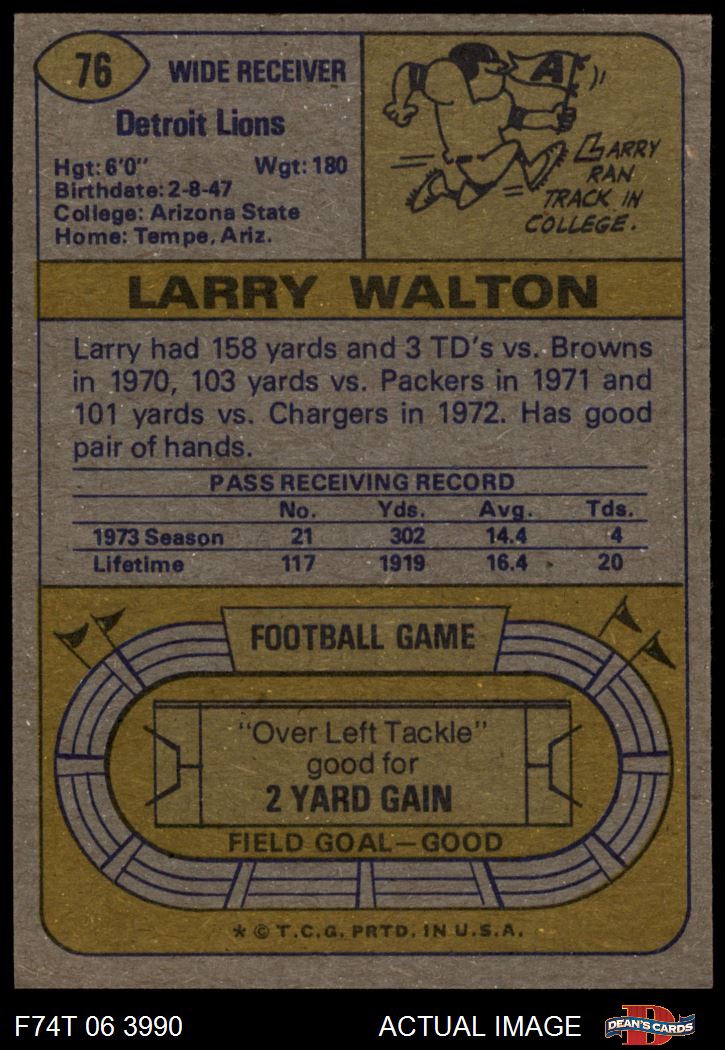 76
WIDE RECEIVER
Detroit Lions
Hgt: 6'0" Wgt: 180
Birthdate: 2-8-47
College: Arizona State
Home: Tempe, Ariz.
A
LARRY
RAN
TRACK IN
COLLEGE.
LARRY WALTON
Larry had 158 yards and 3 TD's vs. Browns
in 1970, 103 yards vs. Packers in 1971 and
101 yards vs. Chargers in 1972. Has good
pair of hands.
PASS RECEIVING RECORD
No. Yds. Avg. Tds.
1973 Season 21 302 14.4 4
Lifetime 117 1919 16.4 20
FOOTBALL GAME
"Over Left Tackle"
good for
2 YARD GAIN
FIELD GOAL—GOOD
* © T.C.G. PRTD. IN U.S.A.
F74T 06 3990 ACTUAL IMAGE
D
DEAN'S CARDS